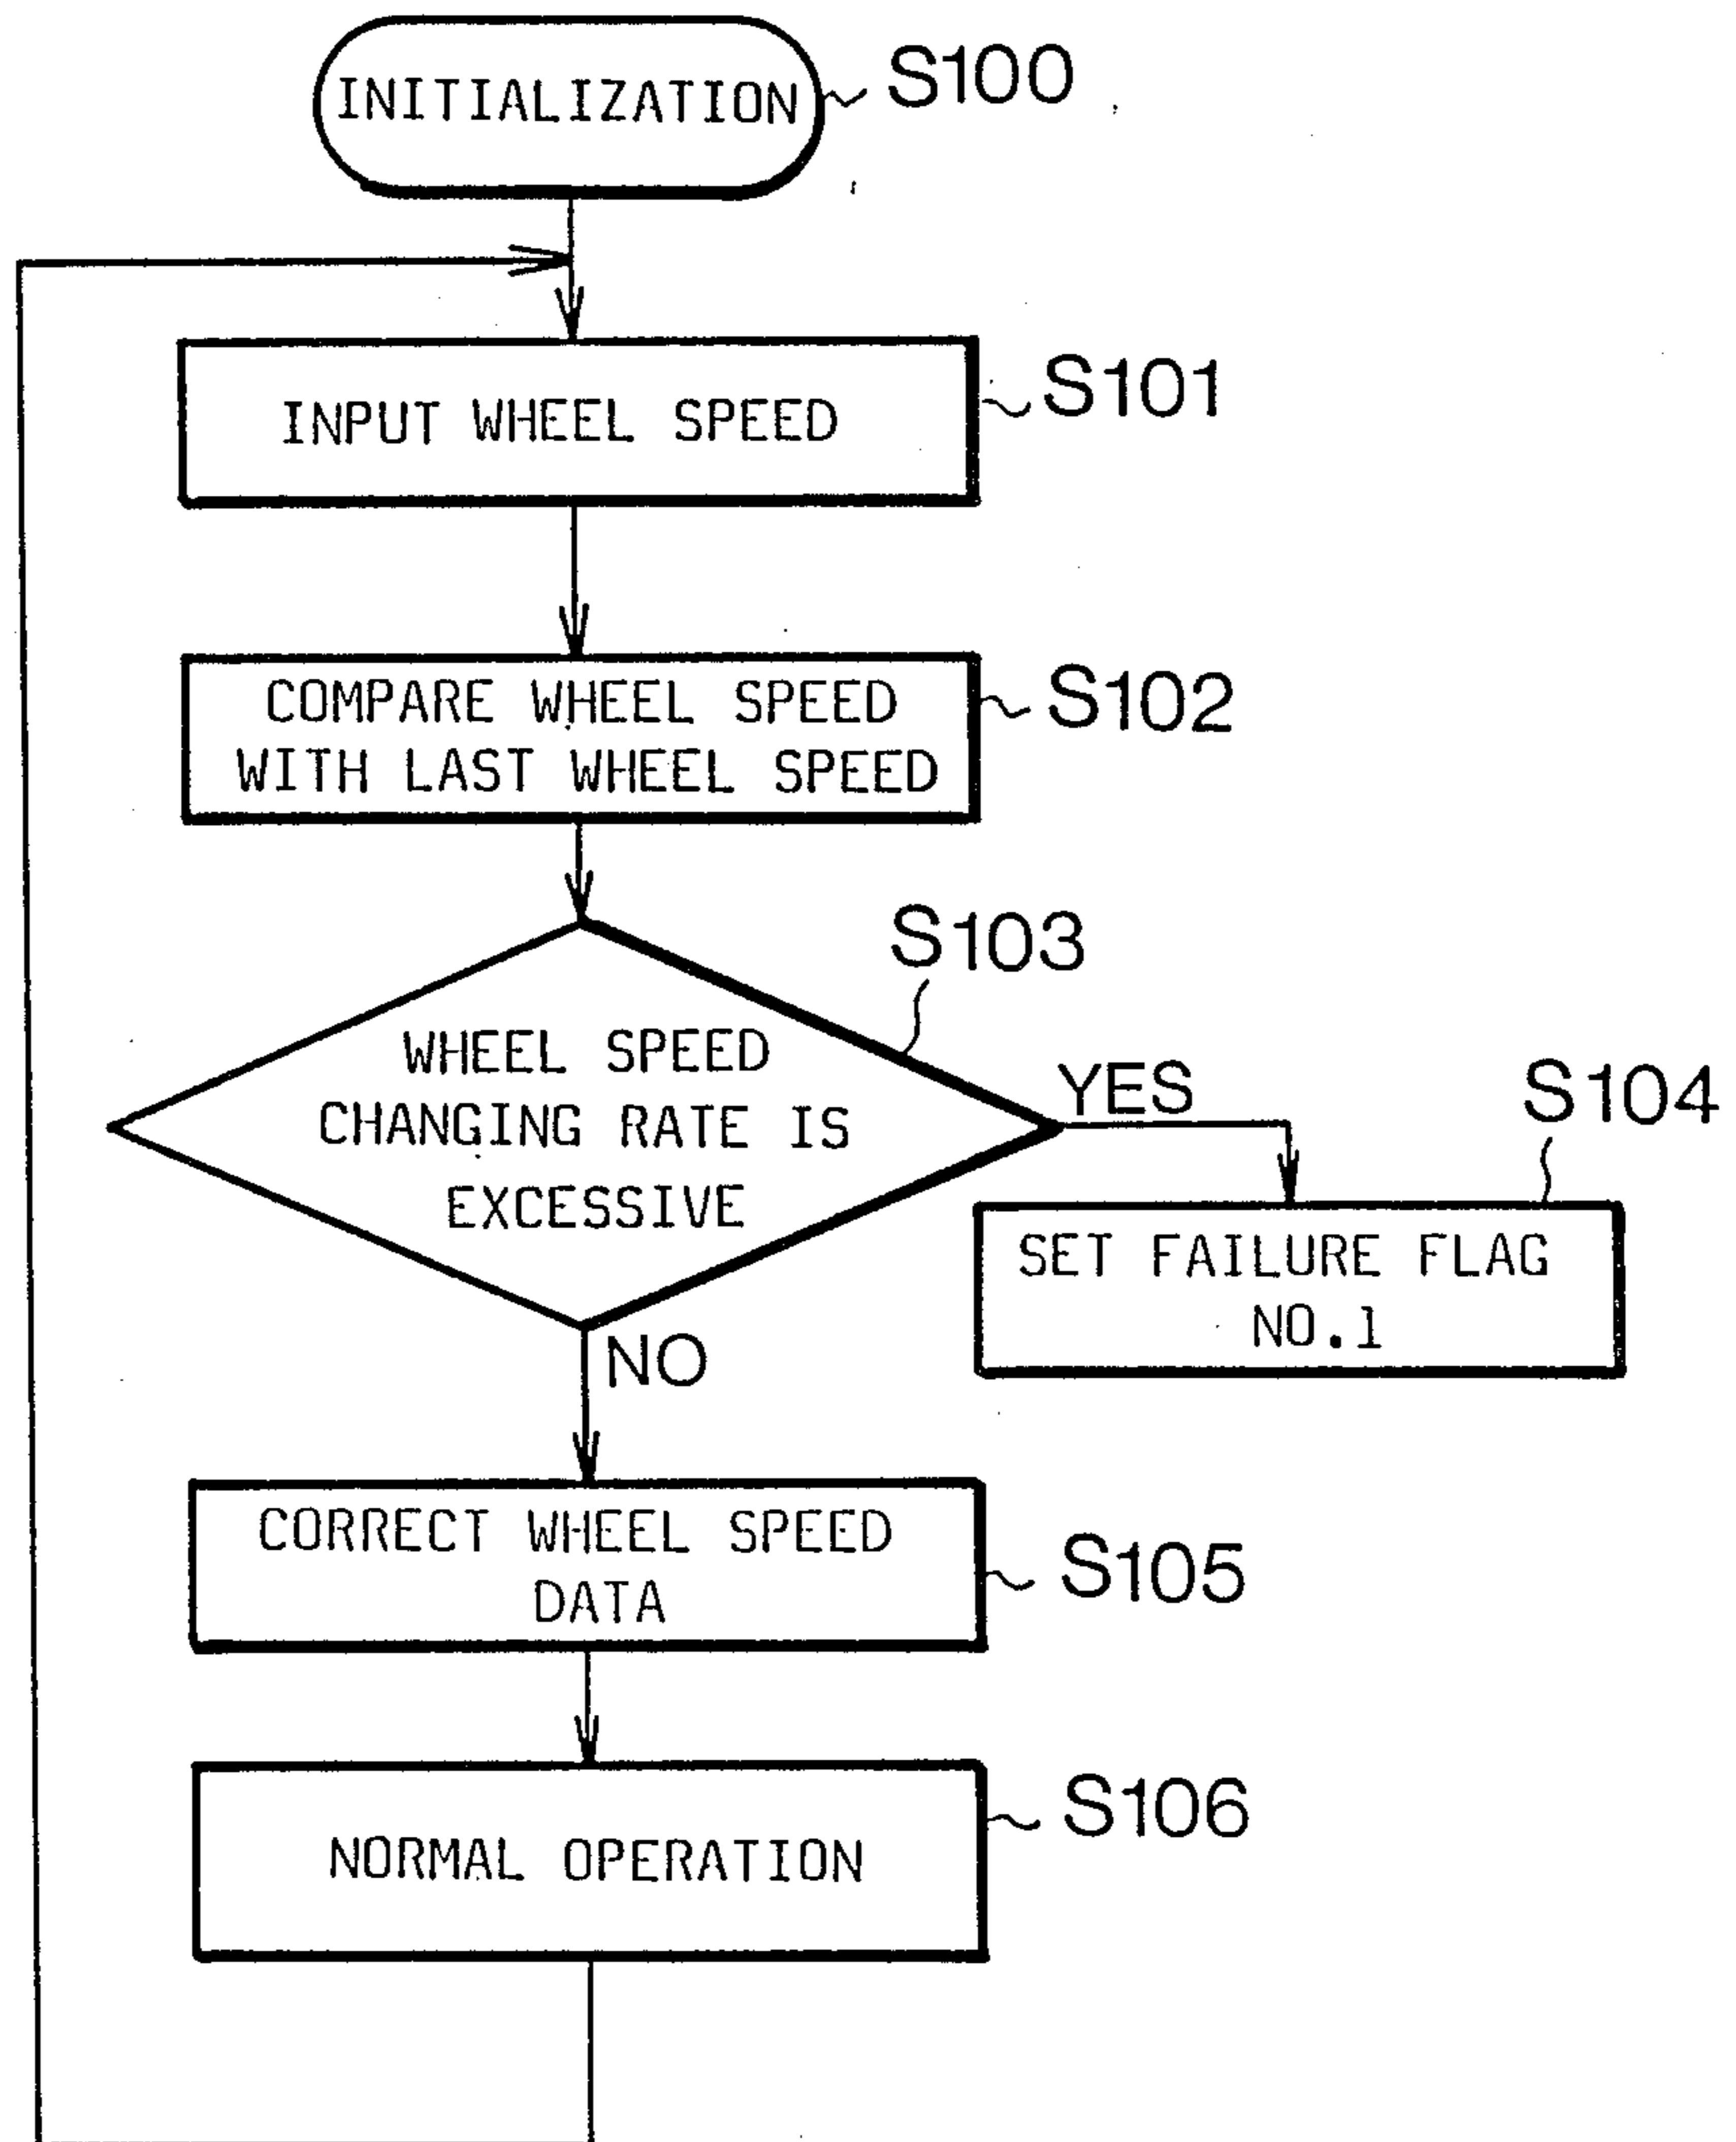 INITIALIZATION
S100
INPUT WHEEL SPEED
S101
COMPARE WHEEL SPEED
WITH LAST WHEEL SPEED
S102
S103
WHEEL SPEED
CHANGING RATE IS
EXCESSIVE
YES
S104
SET FAILURE FLAG
NO.1
NO
CORRECT WHEEL SPEED
DATA
S105
S106
NORMAL OPERATION